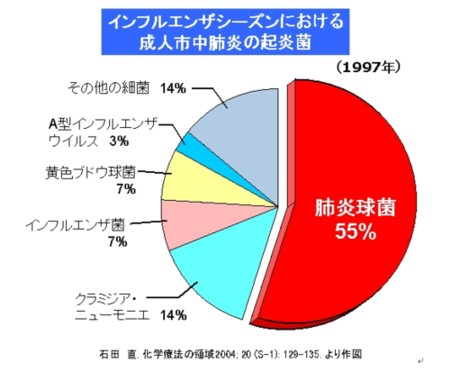 インフルエンザシーズンにおける
成人市中肺炎の起炎菌
(1997年)
その他の細菌 14%
A型インフルエンザ
ウイルス 3%
黄色ブドウ球菌
7%
インフルエンザ菌
7%
クラミジア・
ニューモニエ 14%
肺炎球菌
55%
石田 直. 化学療法の領域2004; 20 (S-1): 129-135. より作図